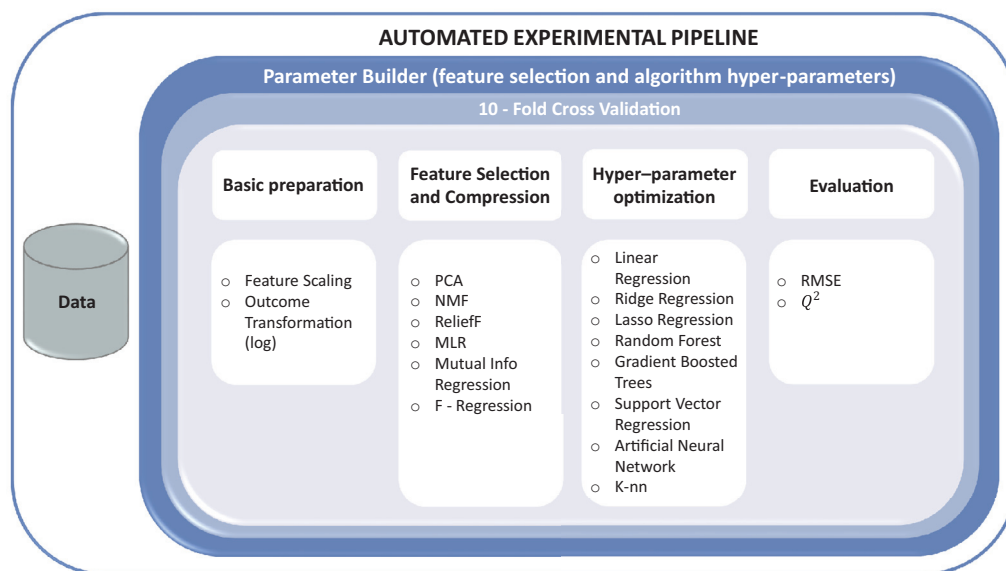 AUTOMATED EXPERIMENTAL PIPELINE
Parameter Builder (feature selection and algorithm hyper-parameters)
10 - Fold Cross Validation
Data
Basic preparation
○ Feature Scaling
○ Outcome
Transformation
(log)
Feature Selection
and Compression
○ PCA
○ NMF
○ ReliefF
○ MLR
○ Mutual Info
Regression
○ F - Regression
Hyper–parameter
optimization
○ Linear
Regression
○ Ridge Regression
○ Lasso Regression
○ Random Forest
○ Gradient Boosted
Trees
○ Support Vector
Regression
○ Artificial Neural
Network
○ K-nn
Evaluation
○ RMSE
○ Q²